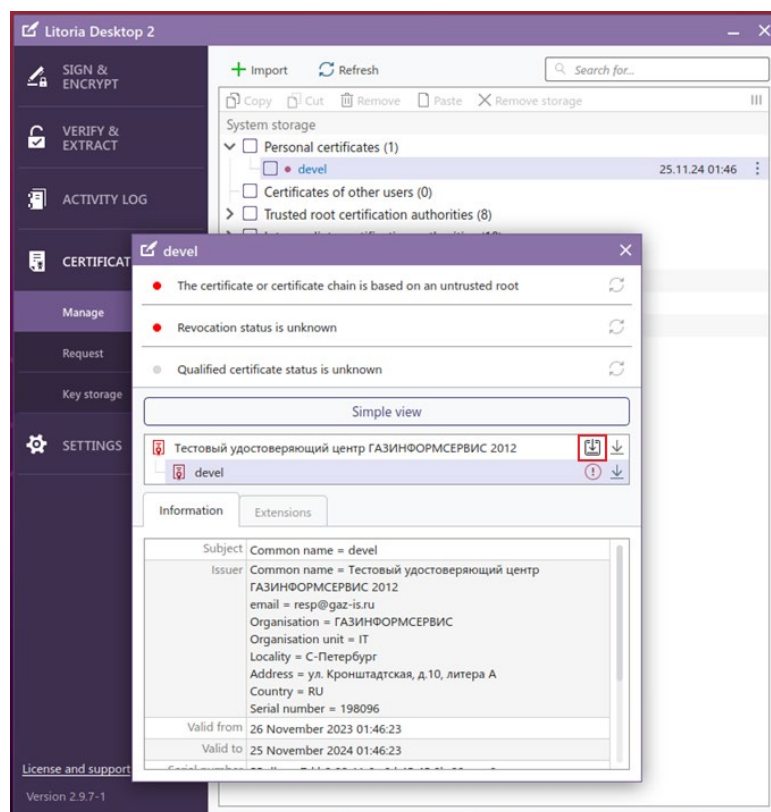 Litoria Desktop 2
SIGN &
ENCRYPT
VERIFY &
EXTRACT
ACTIVITY LOG
CERTIFICAT
Manage
Request
Key storage
SETTINGS
License and support
Version 2.9.7-1
Import Refresh Search for...
Copy Cut Remove Paste Remove storage
System storage
Personal certificates (1)
devel 25.11.24 01:46
Certificates of other users (0)
Trusted root certification authorities (8)
devel
The certificate or certificate chain is based on an untrusted root
Revocation status is unknown
Qualified certificate status is unknown
Simple view
Тестовый удостоверяющий центр ГАЗИНФОРМСЕРВИС 2012
devel
Information Extensions
Subject Common name = devel
Issuer Common name = Тестовый удостоверяющий центр
ГАЗИНФОРМСЕРВИС 2012
email = resp@gaz-is.ru
Organisation = ГАЗИНФОРМСЕРВИС
Organisation unit = IT
Locality = С-Петербург
Address = ул. Кронштадтская, д.10, литера А
Country = RU
Serial number = 198096
Valid from 26 November 2023 01:46:23
Valid to 25 November 2024 01:46:23